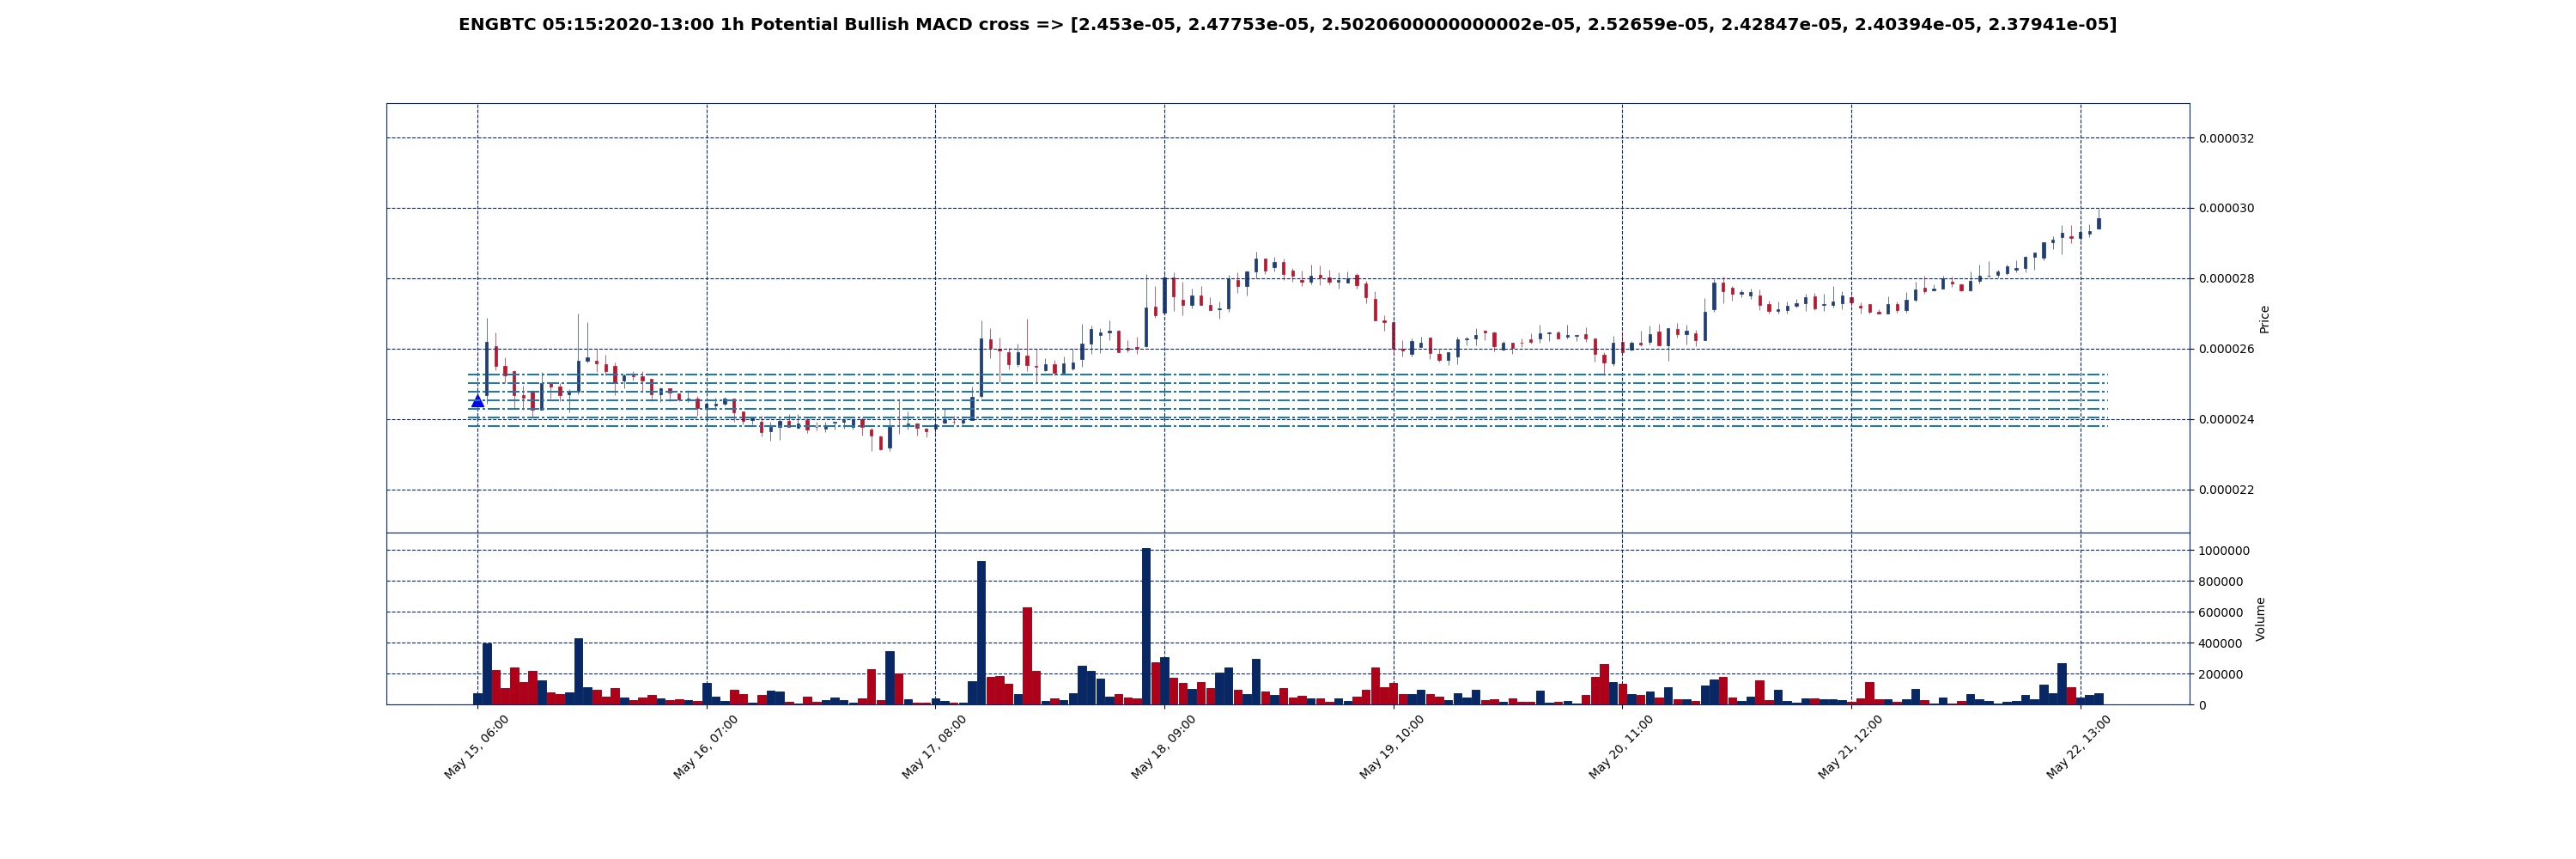 ENGBTC 05:15:2020-13:00 1h Potential Bullish MACD cross => [2.453e-05, 2.47753e-05, 2.5020600000000002e-05, 2.52659e-05, 2.42847e-05, 2.40394e-05, 2.37941e-05]
0.000032
0.000030
0.000028
0.000026
0.000024
0.000022
Price
1000000
800000
600000
400000
200000
0
Volume
May 15, 06:00
May 16, 07:00
May 17, 08:00
May 18, 09:00
May 19, 10:00
May 20, 11:00
May 21, 12:00
May 22, 13:00